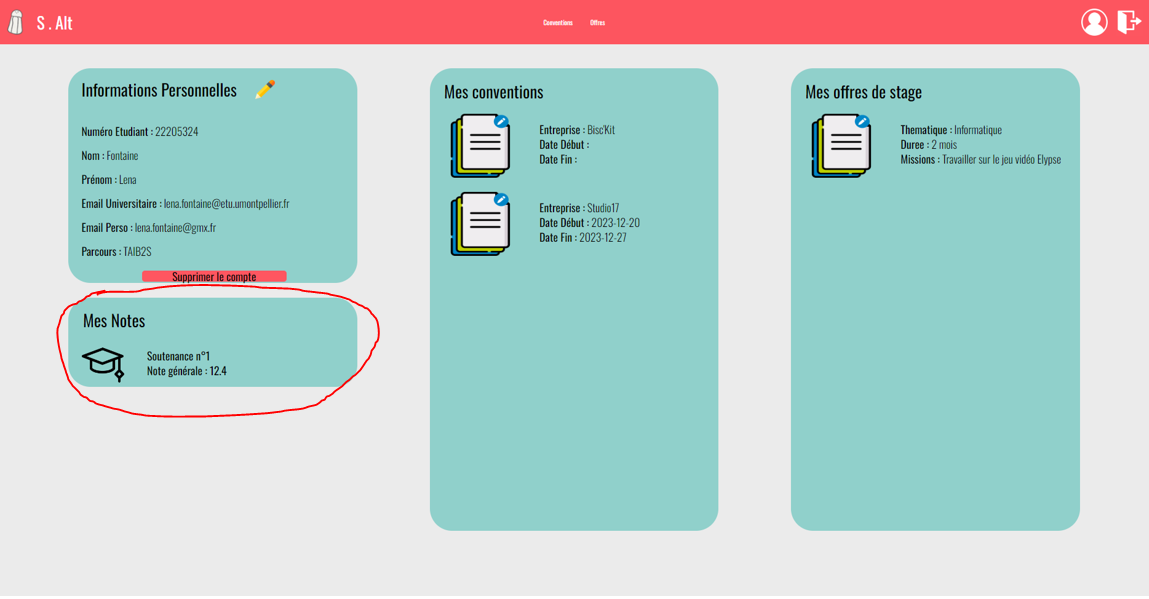 S . Alt
Conventions
Offres
Informations Personnelles
Numéro Etudiant : 22205324
Nom : Fontaine
Prénom : Lena
Email Universitaire : lena.fontaine@etu.umontpellier.fr
Email Perso : lena.fontaine@gmx.fr
Parcours : TAIB2S
Supprimer le compte
Mes Notes
Soutenance n°1
Note générale : 12.4
Mes conventions
Entreprise : Bisc'Kit
Date Début :
Date Fin :
Entreprise : Studio17
Date Début : 2023-12-20
Date Fin : 2023-12-27
Mes offres de stage
Thematique : Informatique
Duree : 2 mois
Missions : Travailler sur le jeu vidéo Elypse